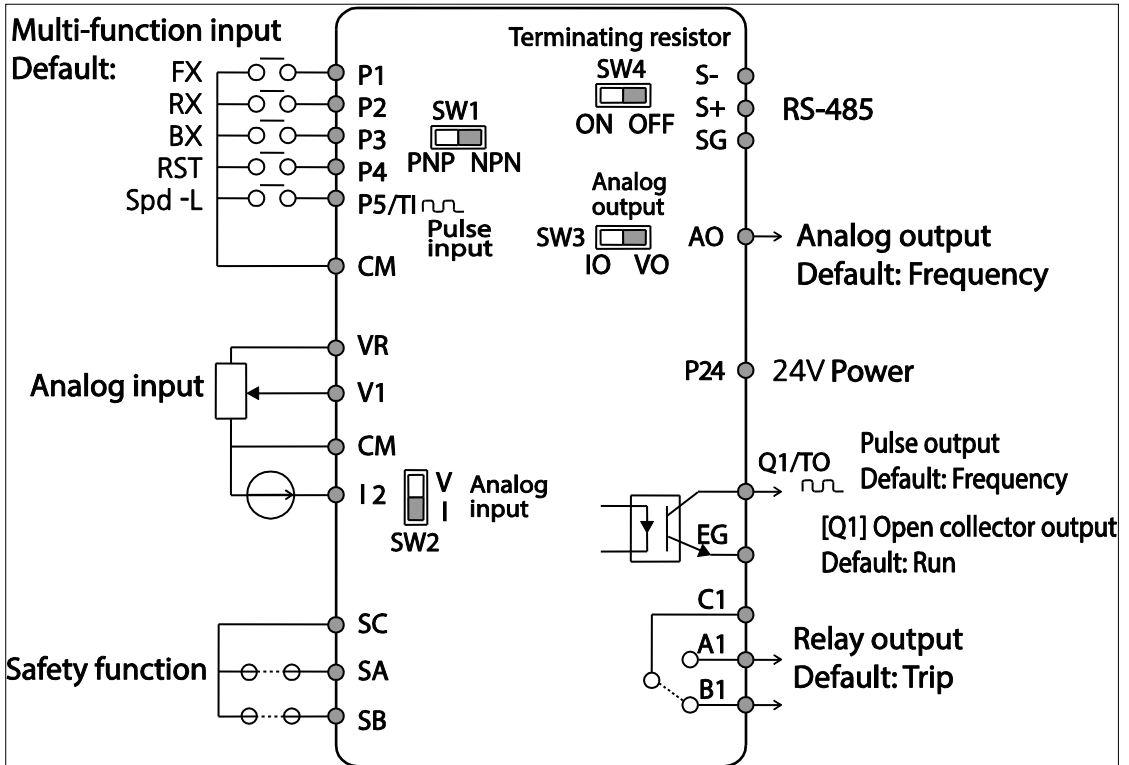 Multi-function input
Default:
FX
P1
RX
P2
BX
P3
RST
P4
Spd -L
P5/TI
Pulse
input
CM
SW1
PNP NPN
Terminating resistor
SW4
ON OFF
S-
S+
SG
RS-485
Analog
output
SW3
IO VO
AO
Analog output
Default: Frequency
Analog input
VR
V1
CM
I2
V
I
SW2
Analog
input
P24
24V Power
Q1/TO
Pulse output
Default: Frequency
EG
[Q1] Open collector output
Default: Run
Safety function
SC
SA
SB
C1
A1
B1
Relay output
Default: Trip